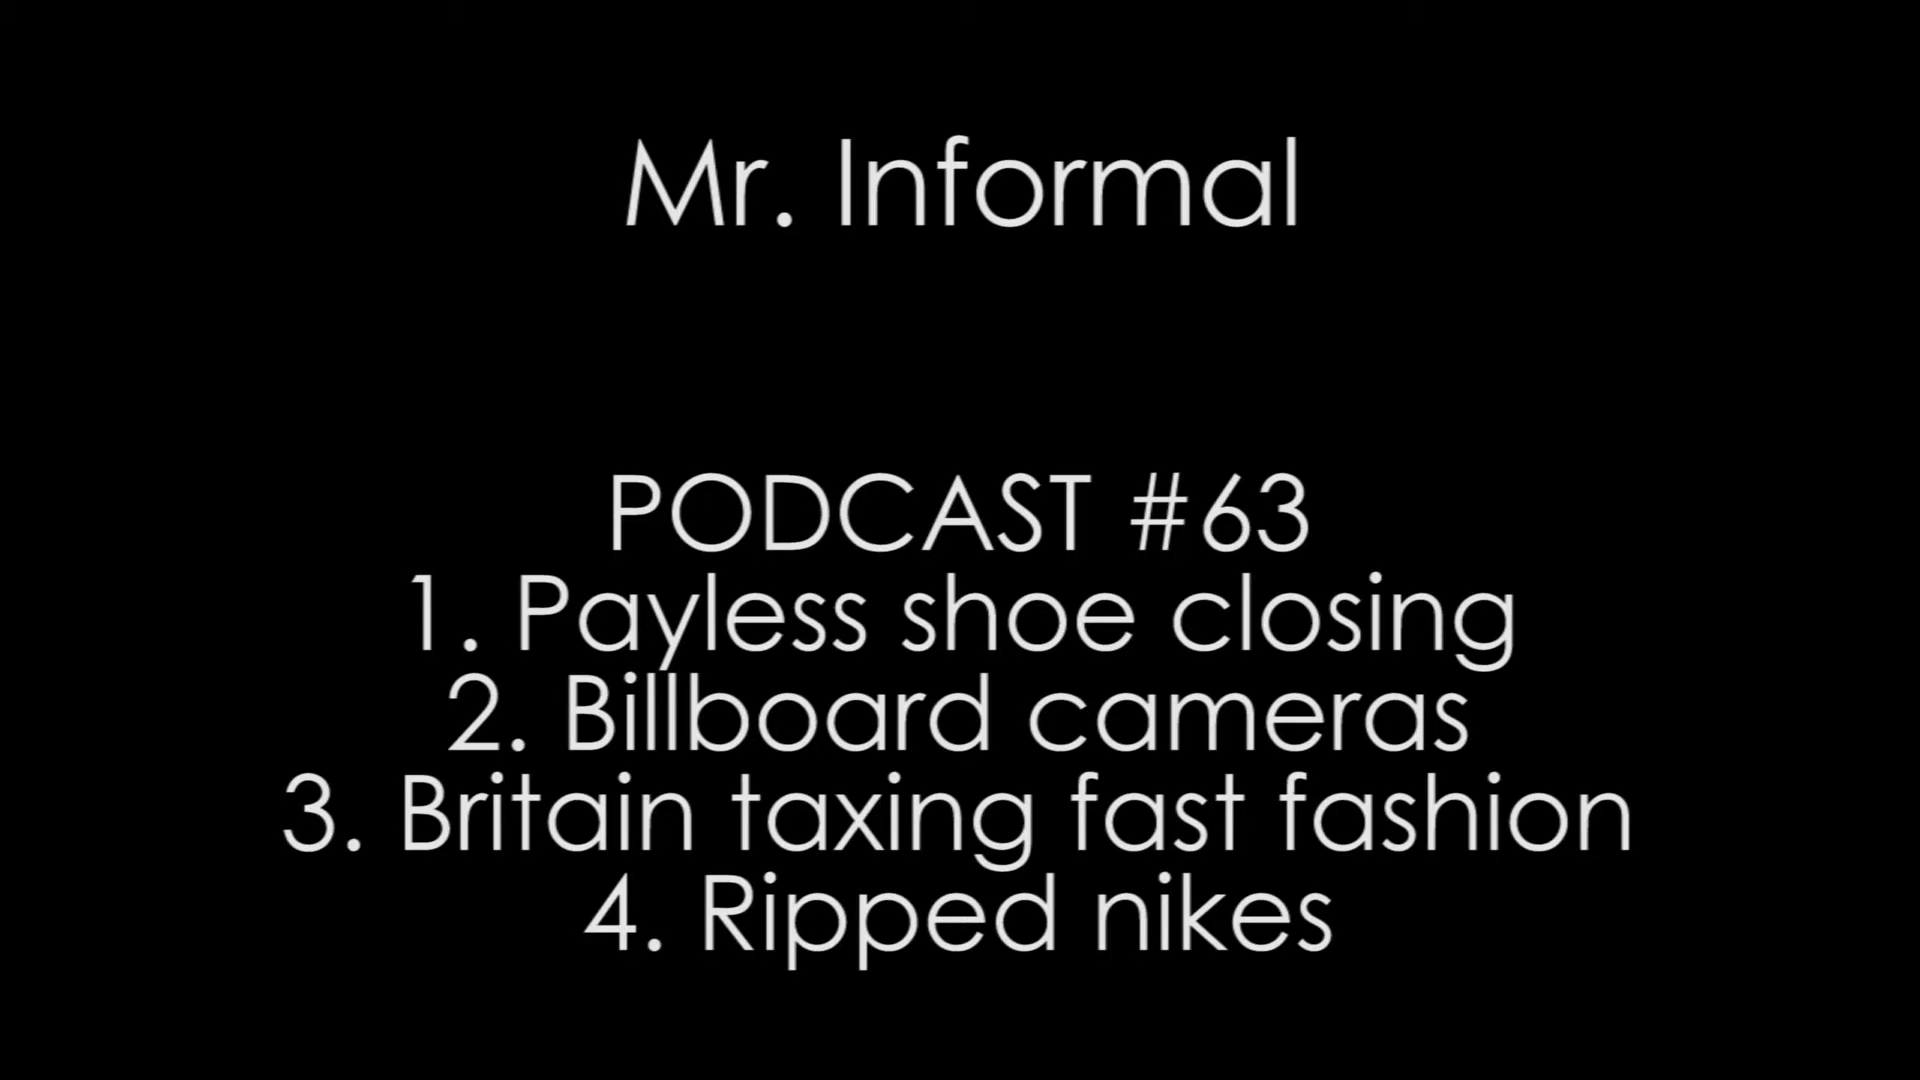 Mr. Informal
PODCAST #63
1. Payless shoe closing
2. Billboard cameras
3. Britain taxing fast fashion
4. Ripped nikes